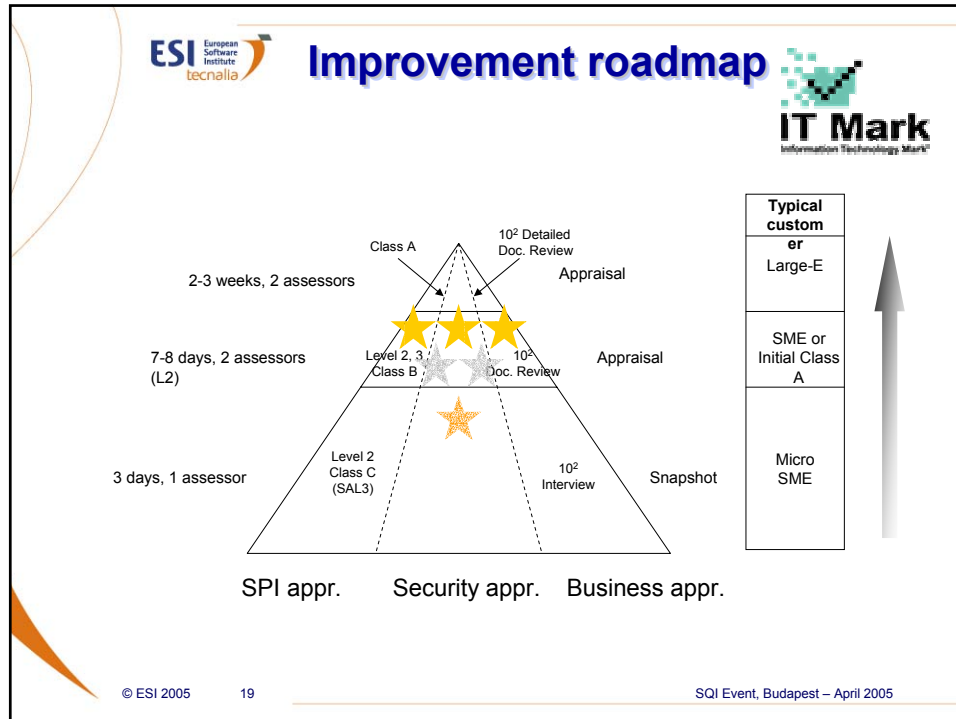 ESI European
Software
Institute
tecnalia
Improvement roadmap
IT Mark
Information Technology Mark
Typical
custom
er
Large-E
SME or
Initial Class
A
Micro
SME
Class A
10² Detailed
Doc. Review
2-3 weeks, 2 assessors
Appraisal
7-8 days, 2 assessors
(L2)
Level 2, 3
Class B
10²
Doc. Review
Appraisal
3 days, 1 assessor
Level 2
Class C
(SAL3)
10²
Interview
Snapshot
SPI appr.
Security appr.
Business appr.
© ESI 2005
19
SQI Event, Budapest – April 2005